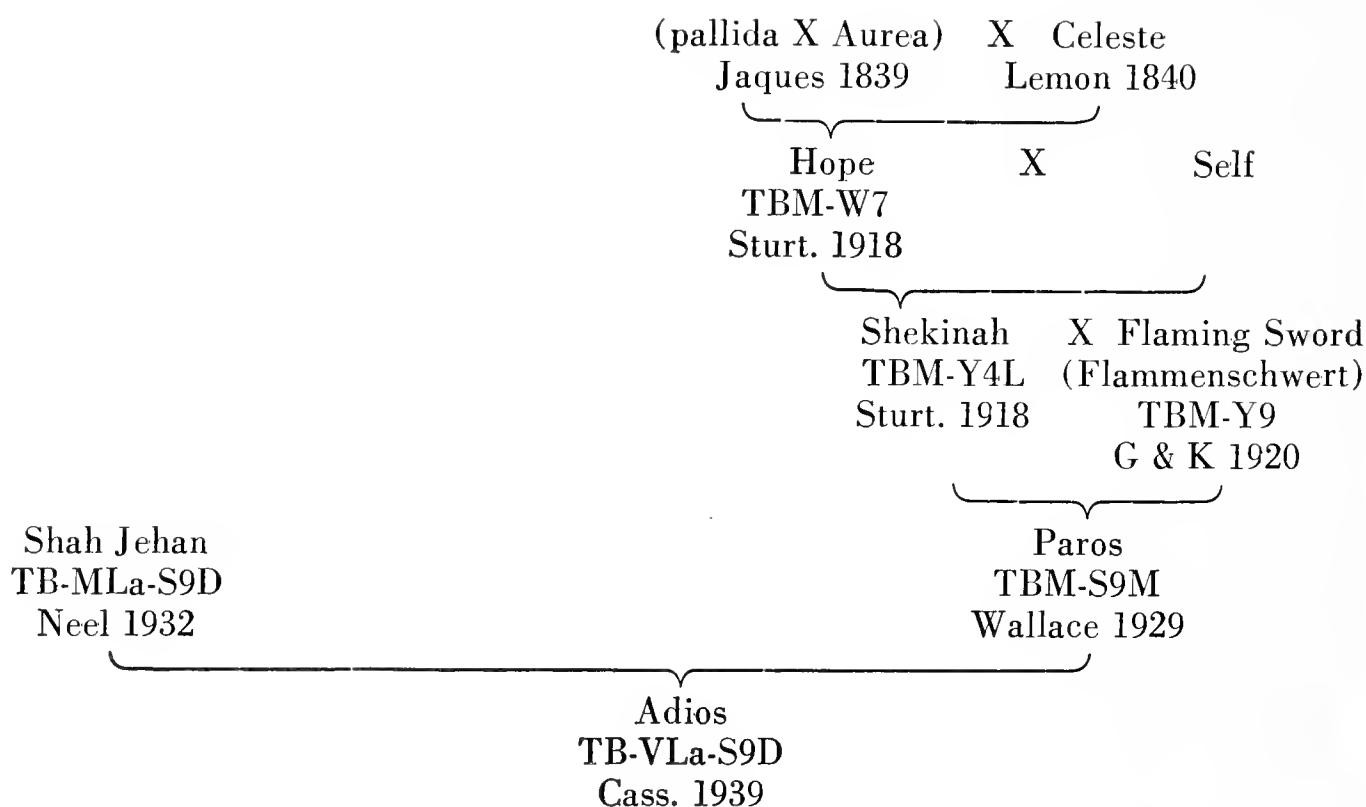 (pallida X Aurea) X Celeste
Jaques 1839 Lemon 1840
Hope X Self
TBM-W7
Sturt. 1918
Shekinah X Flaming Sword
TBM-Y4L (Flammenschwert)
Sturt. 1918 TBM-Y9
G & K 1920
Shah Jehan Paros
TB-MLa-S9D TBM-S9M
Neel 1932 Wallace 1929
Adios
TB-VLa-S9D
Cass. 1939